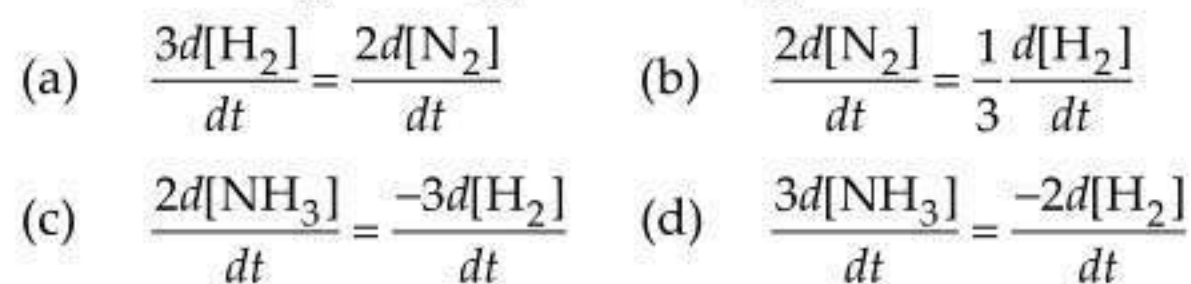 (a) 3d[H₂]/dt = 2d[N₂]/dt (b) 2d[N₂]/dt = 1/3 d[H₂]/dt
(c) 2d[NH₃]/dt = –3d[H₂]/dt (d) 3d[NH₃]/dt = –2d[H₂]/dt